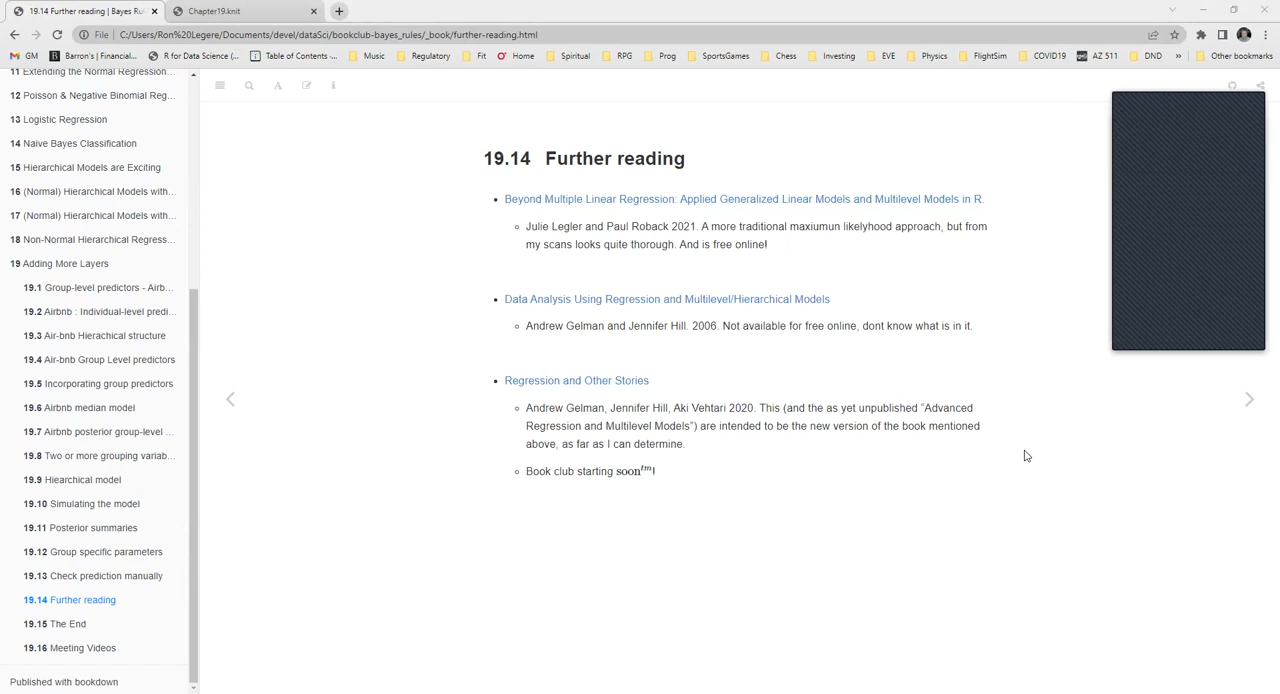 19.14 Further reading | Bayes Ru
Chapter19.knit
File
C:/Users/Ron%20Legere/Documents/devel/dataSci/bookclub-bayes_rules/_book/further-reading.html
GM
Barron's | Financial...
R for Data Science (...
Table of Contents -...
Music
Regulatory
Fit
Home
Spiritual
RPG
Prog
SportsGames
Chess
Investing
EVE
Physics
FlightSim
COVID19
AZ 511
DND
»
Other bookmarks
11 Extending the Normal Regression...
12 Poisson & Negative Binomial Reg...
13 Logistic Regression
14 Naive Bayes Classification
15 Hierarchical Models are Exciting
16 (Normal) Hierarchical Models with...
17 (Normal) Hierarchical Models with...
18 Non-Normal Hierarchical Regress...
19 Adding More Layers
19.1 Group-level predictors - Airb...
19.2 Airbnb : Individual-level predi...
19.3 Air-bnb Hierachical structure
19.4 Air-bnb Group Level predictors
19.5 Incorporating group predictors
19.6 Airbnb median model
19.7 Airbnb posterior group-level ...
19.8 Two or more grouping variab...
19.9 Hiearchical model
19.10 Simulating the model
19.11 Posterior summaries
19.12 Group specific parameters
19.13 Check prediction manually
19.14 Further reading
19.15 The End
19.16 Meeting Videos
Published with bookdown
19.14 Further reading
• Beyond Multiple Linear Regression: Applied Generalized Linear Models and Multilevel Models in R.
Julie Legler and Paul Roback 2021. A more traditional maxiumun likelyhood approach, but from
my scans looks quite thorough. And is free online!
• Data Analysis Using Regression and Multilevel/Hierarchical Models
Andrew Gelman and Jennifer Hill. 2006. Not available for free online, dont know what is in it.
• Regression and Other Stories
Andrew Gelman, Jennifer Hill, Aki Vehtari 2020. This (and the as yet unpublished “Advanced
Regression and Multilevel Models”) are intended to be the new version of the book mentioned
above, as far as I can determine.
Book club starting soon^tm!